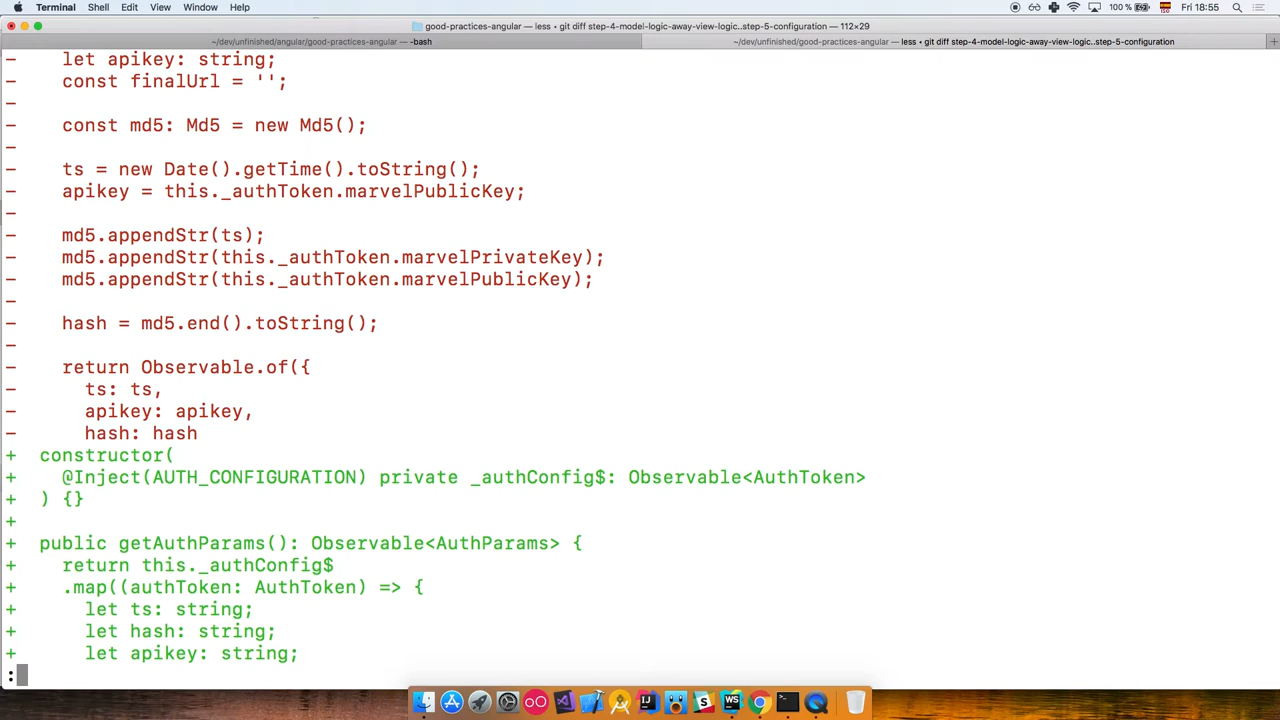 Terminal Shell Edit View Window Help 100 % Fri 18:55
good-practices-angular — less • git diff step-4-model-logic-away-view-logic..step-5-configuration — 112×29
~/dev/unfinished/angular/good-practices-angular — -bash ~/dev/unfinished/good-practices-angular — less • git diff step-4-model-logic-away-view-logic..step-5-configuration +
-    let apikey: string;
-    const finalUrl = '';
-
-    const md5: Md5 = new Md5();
-
-    ts = new Date().getTime().toString();
-    apikey = this._authToken.marvelPublicKey;
-
-    md5.appendStr(ts);
-    md5.appendStr(this._authToken.marvelPrivateKey);
-    md5.appendStr(this._authToken.marvelPublicKey);
-
-    hash = md5.end().toString();
-
-    return Observable.of({
-      ts: ts,
-      apikey: apikey,
-      hash: hash
+  constructor(
+    @Inject(AUTH_CONFIGURATION) private _authConfig$: Observable<AuthToken>
+  ) {}
+
+  public getAuthParams(): Observable<AuthParams> {
+    return this._authConfig$
+    .map((authToken: AuthToken) => {
+      let ts: string;
+      let hash: string;
+      let apikey: string;
: